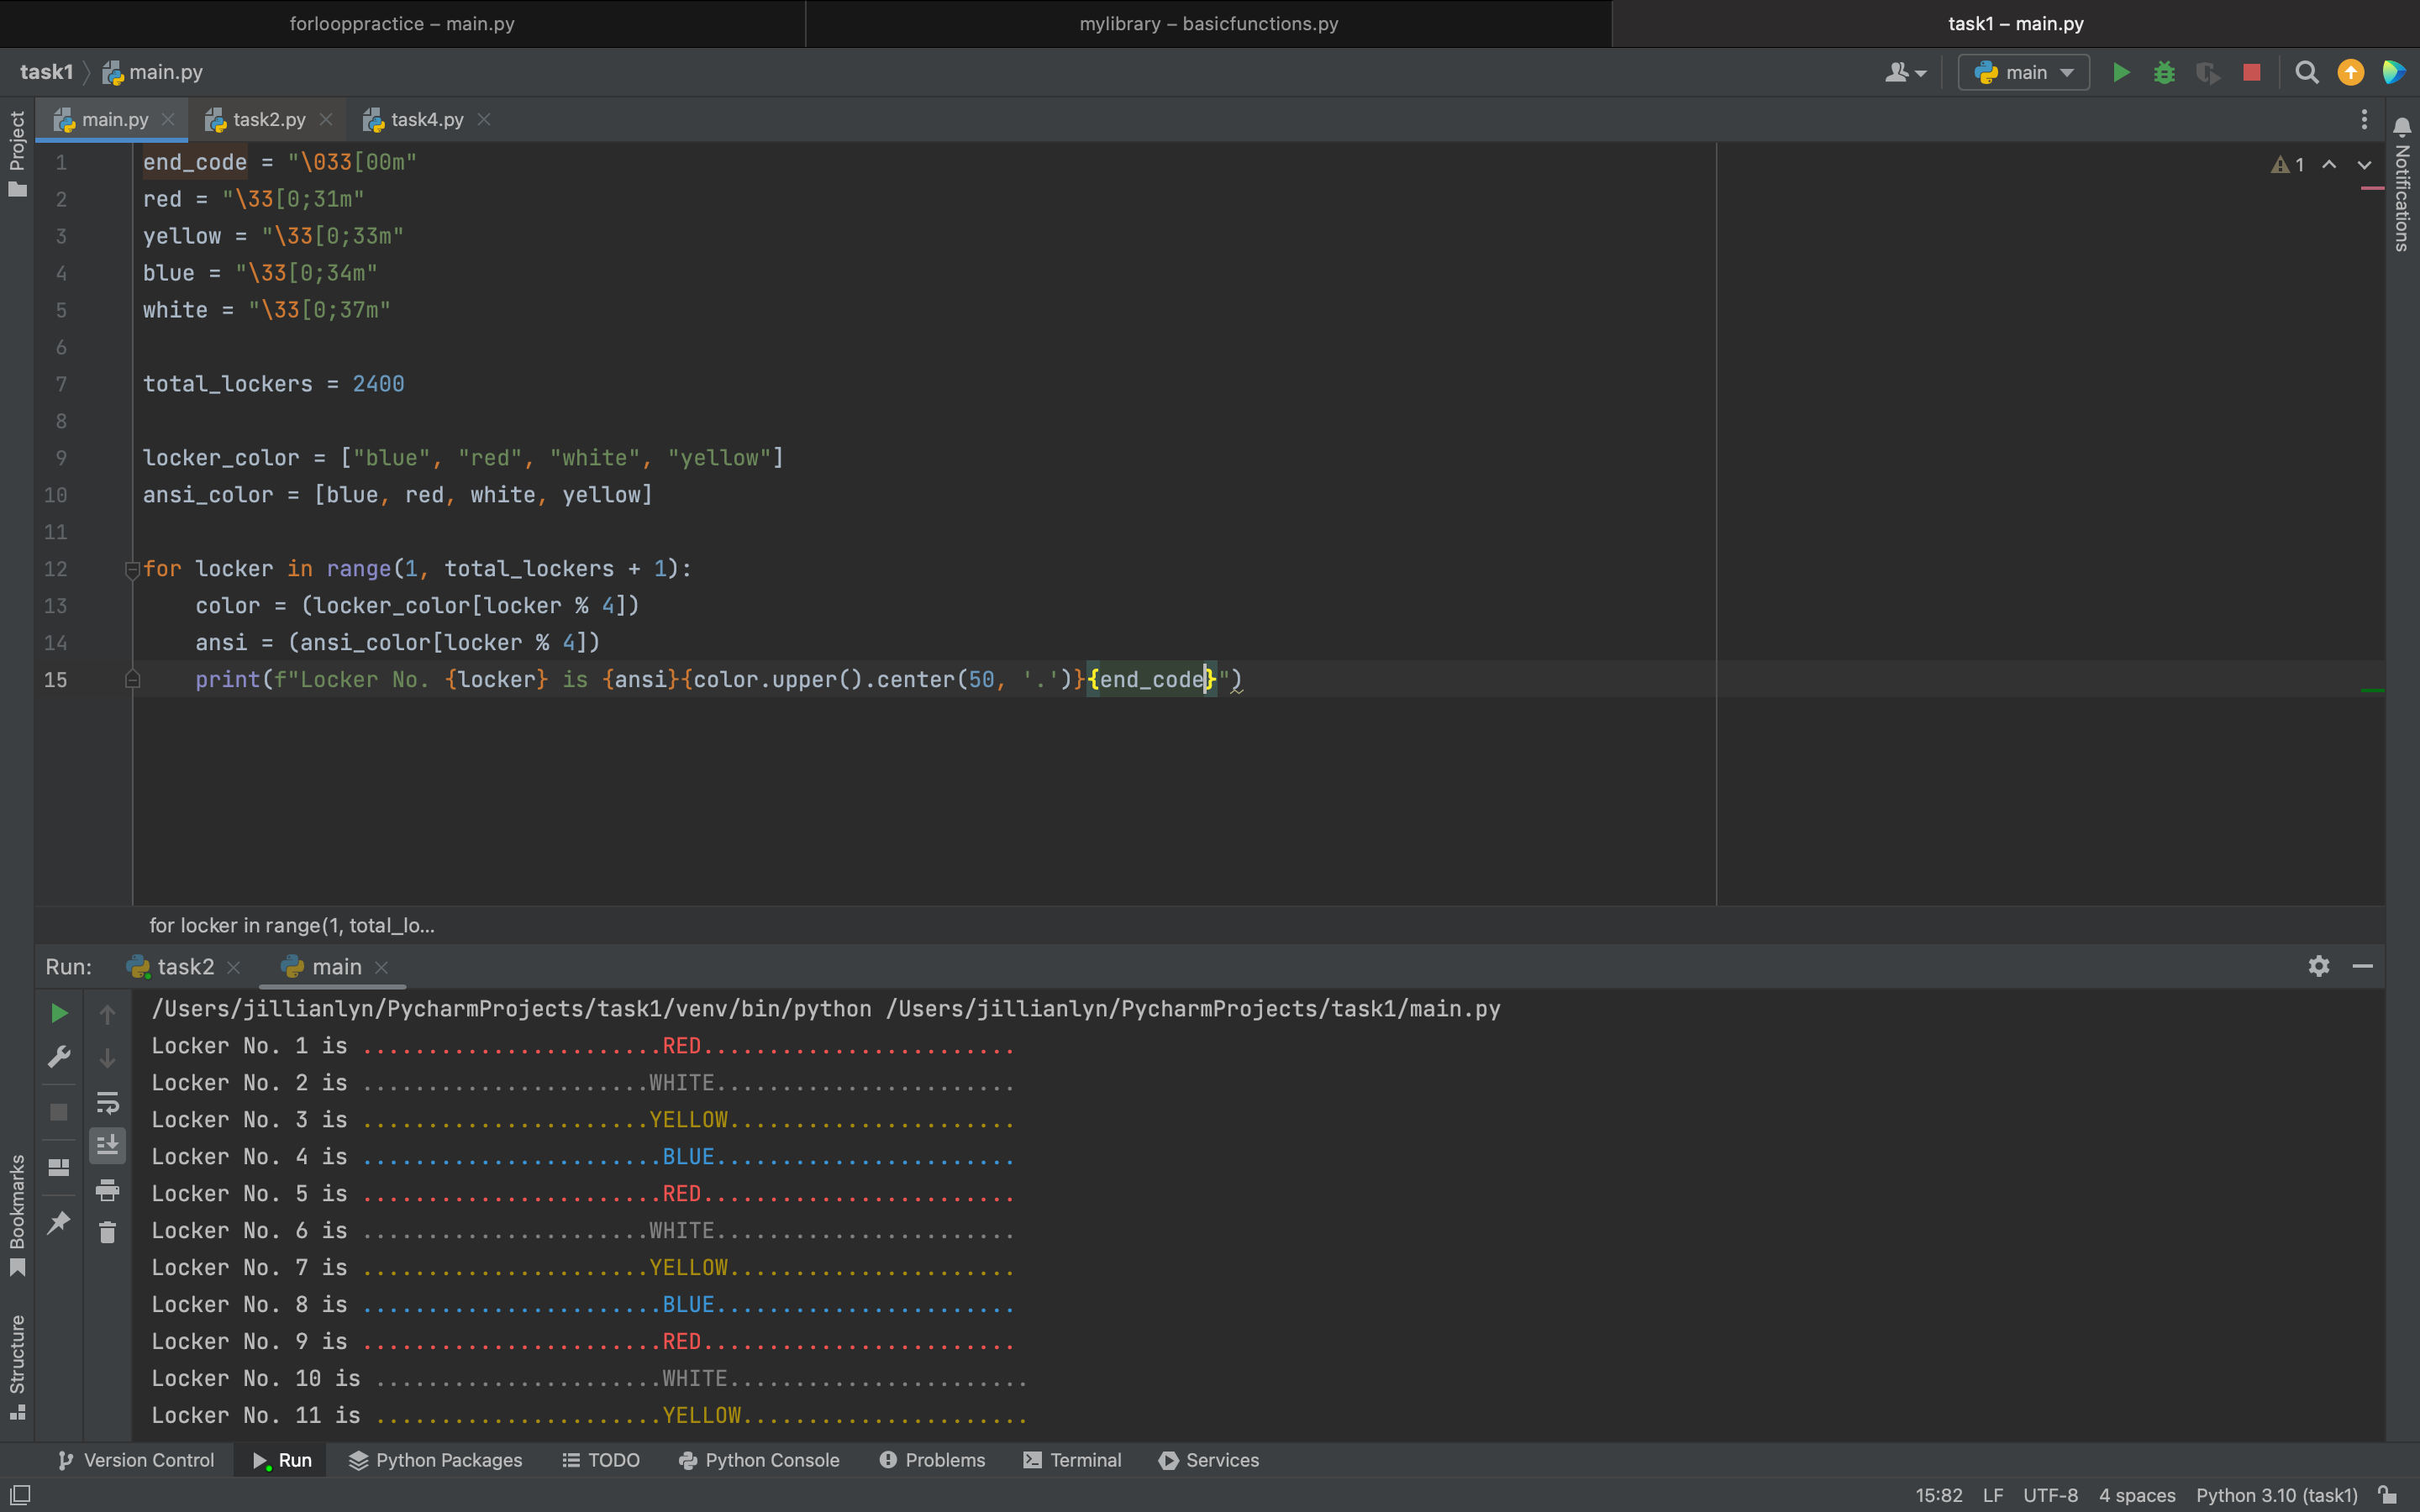 forlooppractice – main.py
mylibrary – basicfunctions.py
task1 – main.py
task1 main.py
main
Project
main.py
task2.py
task4.py
Notifications
1
1 end_code = "\033[00m"
2 red = "\33[0;31m"
3 yellow = "\33[0;33m"
4 blue = "\33[0;34m"
5 white = "\33[0;37m"
6
7 total_lockers = 2400
8
9 locker_color = ["blue", "red", "white", "yellow"]
10 ansi_color = [blue, red, white, yellow]
11
12 for locker in range(1, total_lockers + 1):
13     color = (locker_color[locker % 4])
14     ansi = (ansi_color[locker % 4])
15     print(f"Locker No. {locker} is {ansi}{color.upper().center(50, '.')}{end_code}")
for locker in range(1, total_lo...
Run: task2 main
/Users/jillianlyn/PycharmProjects/task1/venv/bin/python /Users/jillianlyn/PycharmProjects/task1/main.py
Locker No. 1 is .......................RED........................
Locker No. 2 is ......................WHITE.......................
Locker No. 3 is ......................YELLOW......................
Locker No. 4 is .......................BLUE.......................
Locker No. 5 is .......................RED........................
Locker No. 6 is ......................WHITE.......................
Locker No. 7 is ......................YELLOW......................
Locker No. 8 is .......................BLUE.......................
Locker No. 9 is .......................RED........................
Locker No. 10 is ......................WHITE.......................
Locker No. 11 is ......................YELLOW......................
Bookmarks
Structure
Version Control Run Python Packages TODO Python Console Problems Terminal Services
15:82 LF UTF-8 4 spaces Python 3.10 (task1)